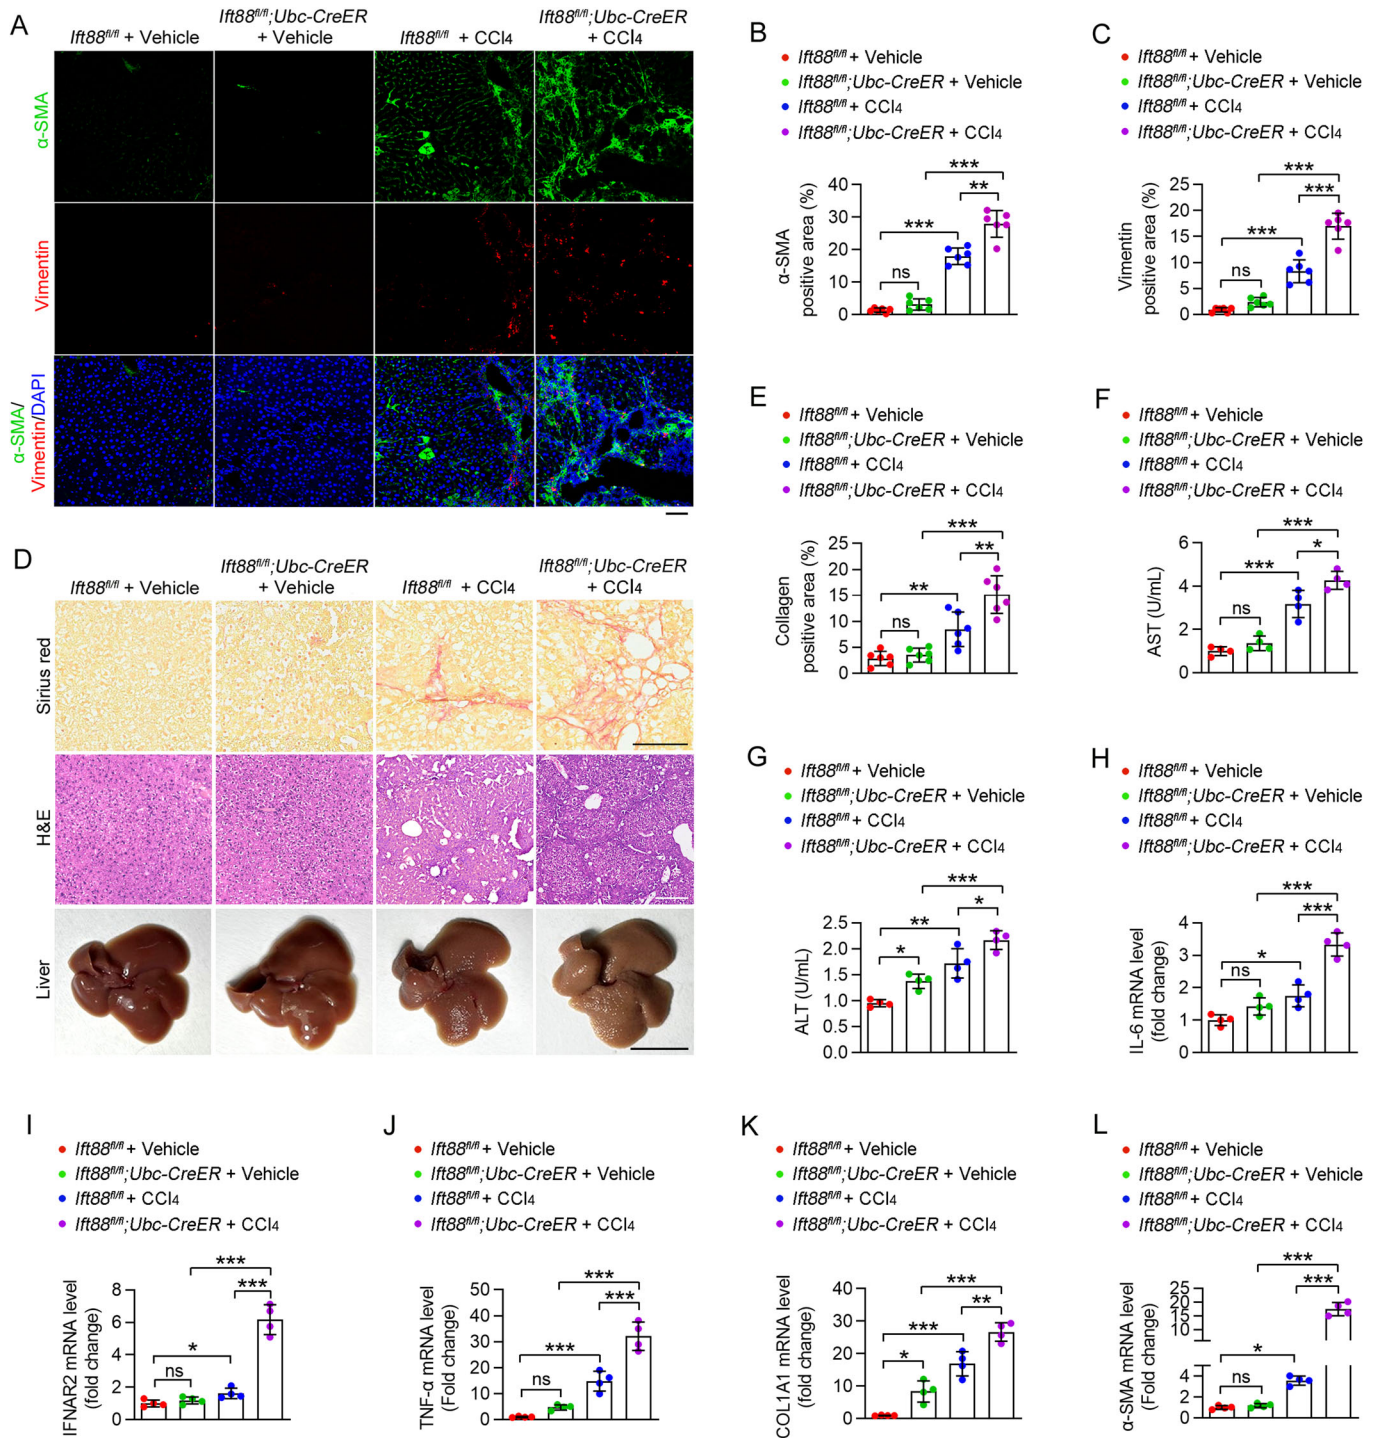 A
Ift88fl/fl + Vehicle
Ift88fl/fl;Ubc-CreER
+ Vehicle
Ift88fl/fl + CCl4
Ift88fl/fl;Ubc-CreER
+ CCl4
α-SMA
Vimentin
α-SMA/
Vimentin/DAPI
B
Ift88fl/fl + Vehicle
Ift88fl/fl;Ubc-CreER + Vehicle
Ift88fl/fl + CCl4
Ift88fl/fl;Ubc-CreER + CCl4
α-SMA
positive area (%)
40
30
20
10
0
ns
***
**
***
C
Ift88fl/fl + Vehicle
Ift88fl/fl;Ubc-CreER + Vehicle
Ift88fl/fl + CCl4
Ift88fl/fl;Ubc-CreER + CCl4
Vimentin
positive area (%)
25
20
15
10
5
0
ns
***
***
***
D
Ift88fl/fl + Vehicle
Ift88fl/fl;Ubc-CreER
+ Vehicle
Ift88fl/fl + CCl4
Ift88fl/fl;Ubc-CreER
+ CCl4
Sirius red
H&E
Liver
E
Ift88fl/fl + Vehicle
Ift88fl/fl;Ubc-CreER + Vehicle
Ift88fl/fl + CCl4
Ift88fl/fl;Ubc-CreER + CCl4
Collagen
positive area (%)
25
20
15
10
5
0
ns
**
**
***
F
Ift88fl/fl + Vehicle
Ift88fl/fl;Ubc-CreER + Vehicle
Ift88fl/fl + CCl4
Ift88fl/fl;Ubc-CreER + CCl4
AST (U/mL)
6
4
2
0
ns
***
*
***
G
Ift88fl/fl + Vehicle
Ift88fl/fl;Ubc-CreER + Vehicle
Ift88fl/fl + CCl4
Ift88fl/fl;Ubc-CreER + CCl4
ALT (U/mL)
2.5
2.0
1.5
1.0
0.5
0.0
*
**
*
***
H
Ift88fl/fl + Vehicle
Ift88fl/fl;Ubc-CreER + Vehicle
Ift88fl/fl + CCl4
Ift88fl/fl;Ubc-CreER + CCl4
IL-6 mRNA level
(fold change)
4
3
2
1
0
ns
*
***
***
I
Ift88fl/fl + Vehicle
Ift88fl/fl;Ubc-CreER + Vehicle
Ift88fl/fl + CCl4
Ift88fl/fl;Ubc-CreER + CCl4
IFNAR2 mRNA level
(fold change)
8
6
4
2
0
ns
*
***
***
J
Ift88fl/fl + Vehicle
Ift88fl/fl;Ubc-CreER + Vehicle
Ift88fl/fl + CCl4
Ift88fl/fl;Ubc-CreER + CCl4
TNF-α mRNA level
(Fold change)
50
40
30
20
10
0
ns
***
***
***
K
Ift88fl/fl + Vehicle
Ift88fl/fl;Ubc-CreER + Vehicle
Ift88fl/fl + CCl4
Ift88fl/fl;Ubc-CreER + CCl4
COL1A1 mRNA level
(fold change)
40
30
20
10
0
*
***
**
***
L
Ift88fl/fl + Vehicle
Ift88fl/fl;Ubc-CreER + Vehicle
Ift88fl/fl + CCl4
Ift88fl/fl;Ubc-CreER + CCl4
α-SMA mRNA level
(Fold change)
25
20
15
10
4
2
0
ns
*
***
***